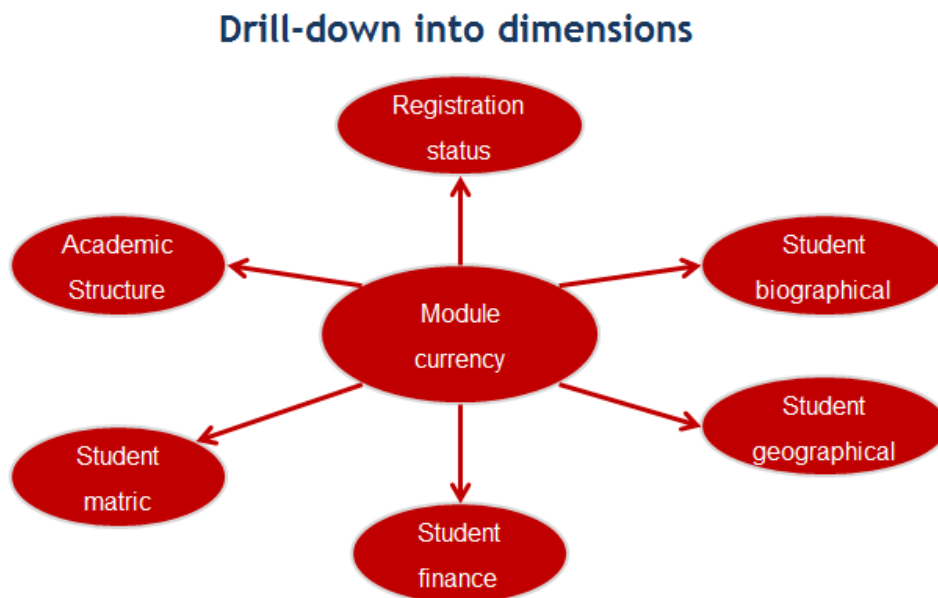 Drill-down into dimensions
Registration
status
Academic
Structure
Student
biographical
Module
currency
Student
matric
Student
geographical
Student
finance